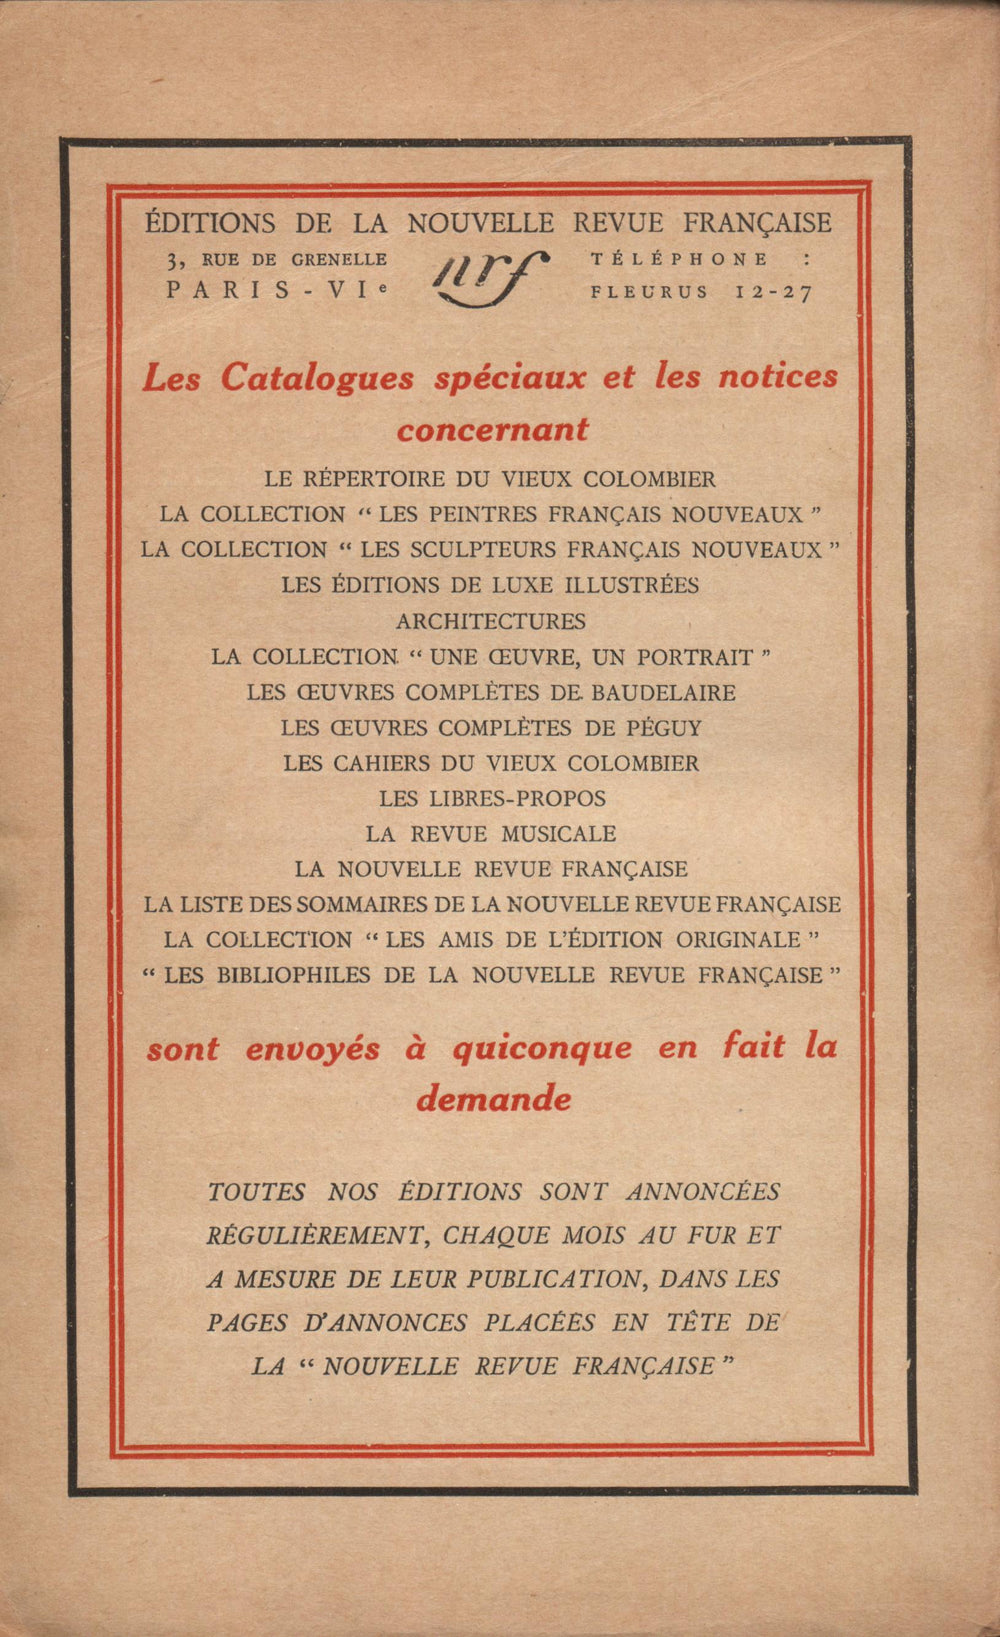 ÉDITIONS DE LA NOUVELLE REVUE FRANÇAISE
3, RUE DE GRENELLE
PARIS-VIe
nrf
TÉLÉPHONE :
FLEURUS 12-27
Les Catalogues spéciaux et les notices
concernant
LE RÉPERTOIRE DU VIEUX COLOMBIER
LA COLLECTION “ LES PEINTRES FRANÇAIS NOUVEAUX ”
LA COLLECTION “ LES SCULPTEURS FRANÇAIS NOUVEAUX ”
LES ÉDITIONS DE LUXE ILLUSTRÉES
ARCHITECTURES
LA COLLECTION “ UNE ŒUVRE, UN PORTRAIT ”
LES ŒUVRES COMPLÈTES DE BAUDELAIRE
LES ŒUVRES COMPLÈTES DE PÉGUY
LES CAHIERS DU VIEUX COLOMBIER
LES LIBRES-PROPOS
LA REVUE MUSICALE
LA NOUVELLE REVUE FRANÇAISE
LA LISTE DES SOMMAIRES DE LA NOUVELLE REVUE FRANÇAISE
LA COLLECTION “ LES AMIS DE L’ÉDITION ORIGINALE ”
“ LES BIBLIOPHILES DE LA NOUVELLE REVUE FRANÇAISE ”
sont envoyés à quiconque en fait la
demande
TOUTES NOS ÉDITIONS SONT ANNONCÉES
RÉGULIÈREMENT, CHAQUE MOIS AU FUR ET
A MESURE DE LEUR PUBLICATION, DANS LES
PAGES D’ANNONCES PLACÉES EN TÊTE DE
LA “ NOUVELLE REVUE FRANÇAISE ”